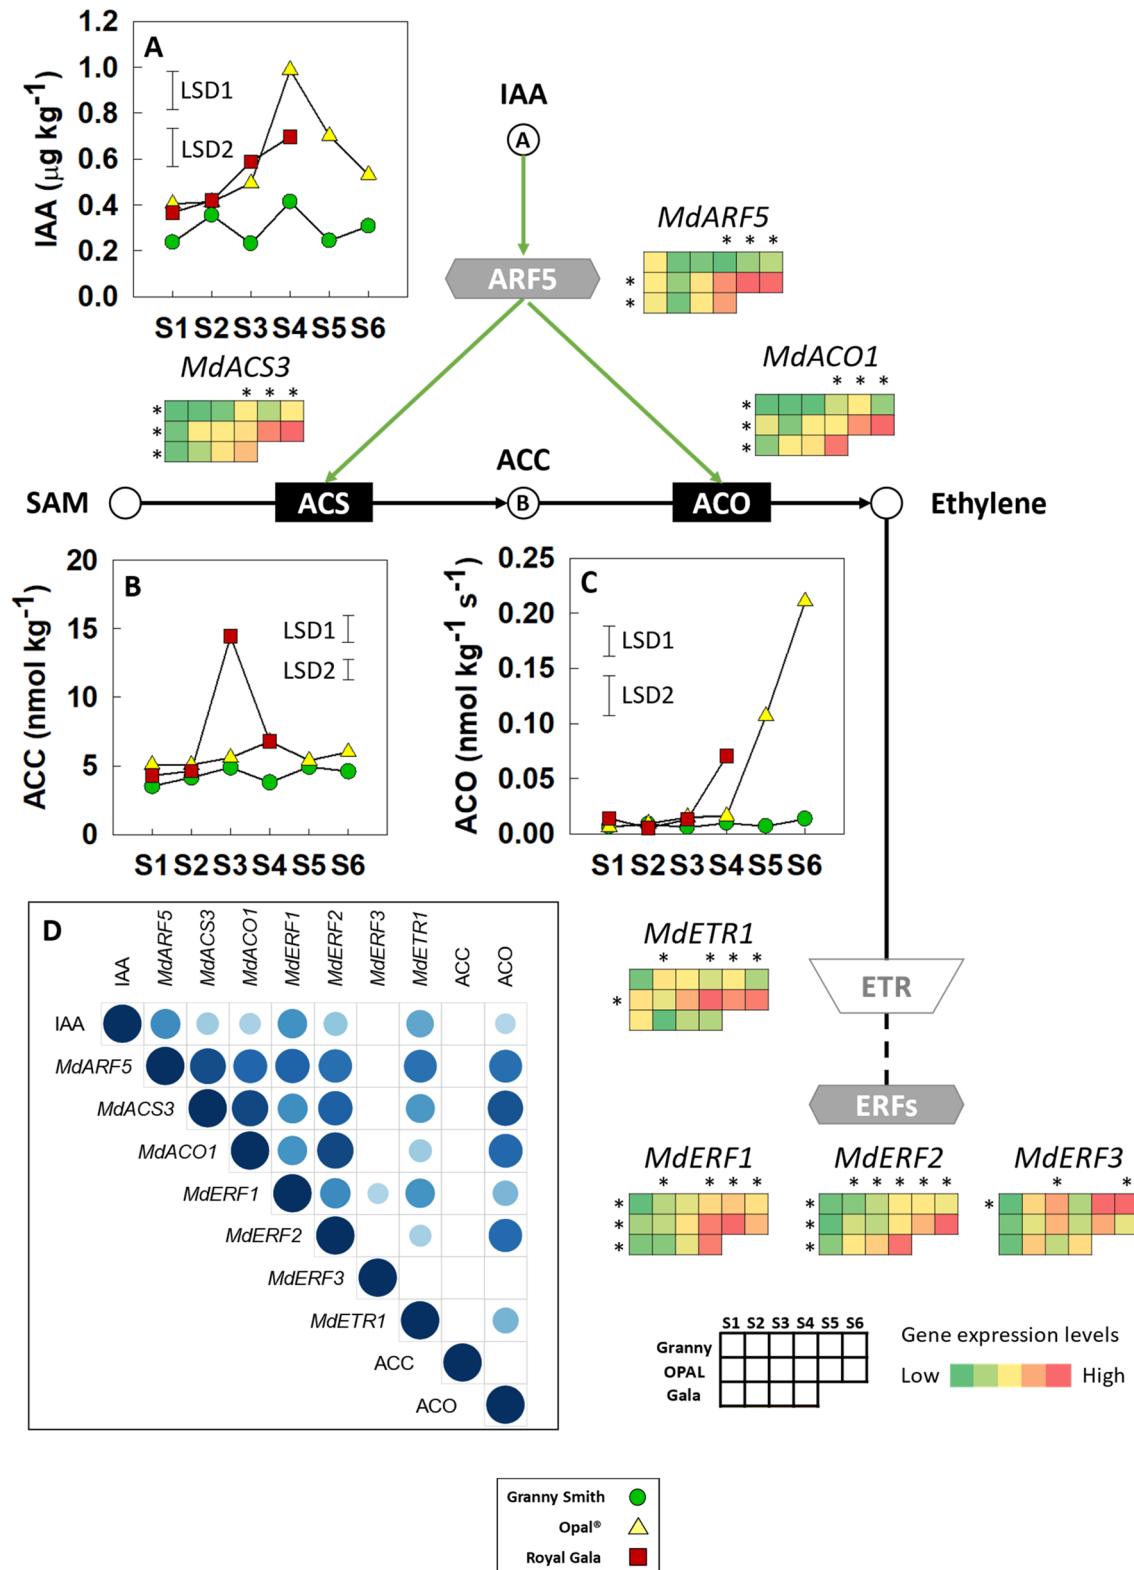 A
1.2
1.0
0.8
0.6
0.4
0.2
0.0
IAA (μg kg-1)
LSD1
LSD2
S1 S2 S3 S4 S5 S6
IAA
A
ARF5
MdARF5
* * *
*
*
MdACS3
* * *
*
*
*
MdACO1
* * *
*
*
*
SAM
ACS
ACC
B
ACO
Ethylene
B
20
15
10
5
0
ACC (nmol kg-1)
LSD1
LSD2
S1 S2 S3 S4 S5 S6
C
0.25
0.20
0.15
0.10
0.05
0.00
ACO (nmol kg-1 s-1)
LSD1
LSD2
S1 S2 S3 S4 S5 S6
D
IAA MdARF5 MdACS3 MdACO1 MdERF1 MdERF2 MdERF3 MdETR1 ACC ACO
IAA
MdARF5
MdACS3
MdACO1
MdERF1
MdERF2
MdERF3
MdETR1
ACC
ACO
MdETR1
* * * *
*
ETR
ERFs
MdERF1
* * * *
*
*
*
MdERF2
* * * * *
*
*
*
MdERF3
* *
*
S1 S2 S3 S4 S5 S6
Granny
OPAL
Gala
Gene expression levels
Low High
Granny Smith
Opal®
Royal Gala